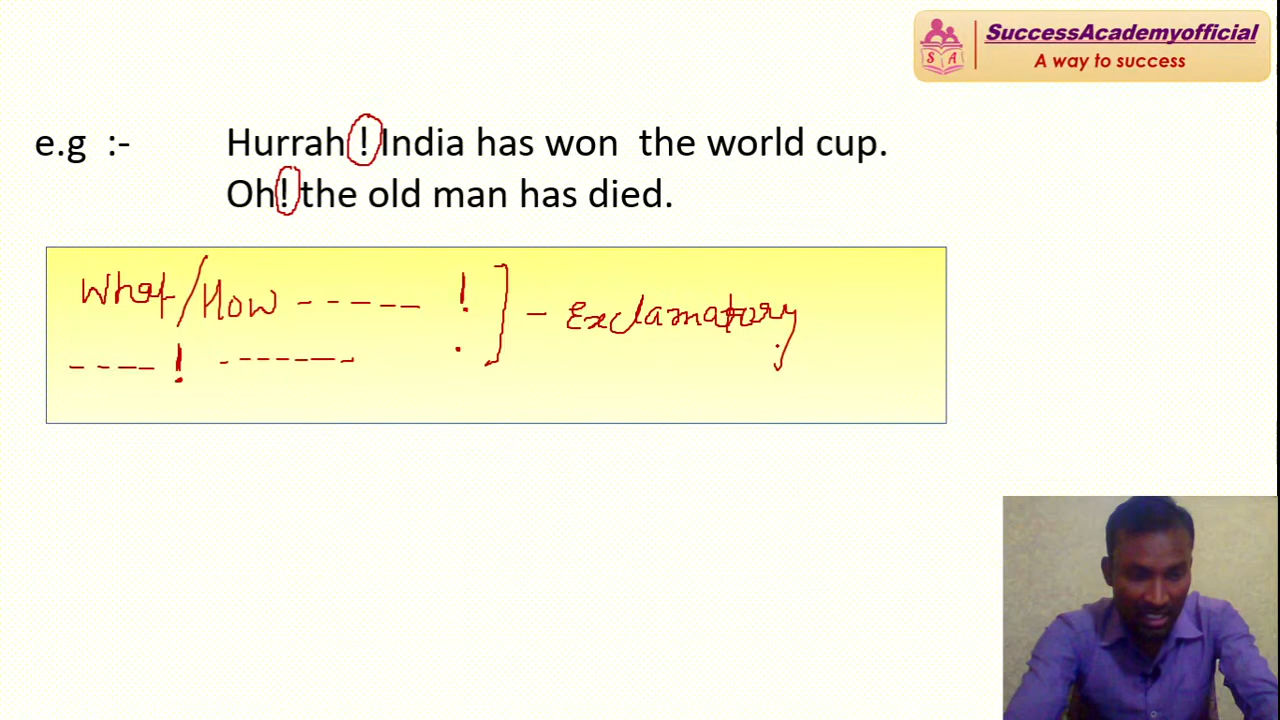 SuccessAcademyofficial
S A
A way to success
e.g :- Hurrah ! India has won the world cup.
Oh! the old man has died.
What/How ----- ! ] - Exclamatory
---- ! ------- .